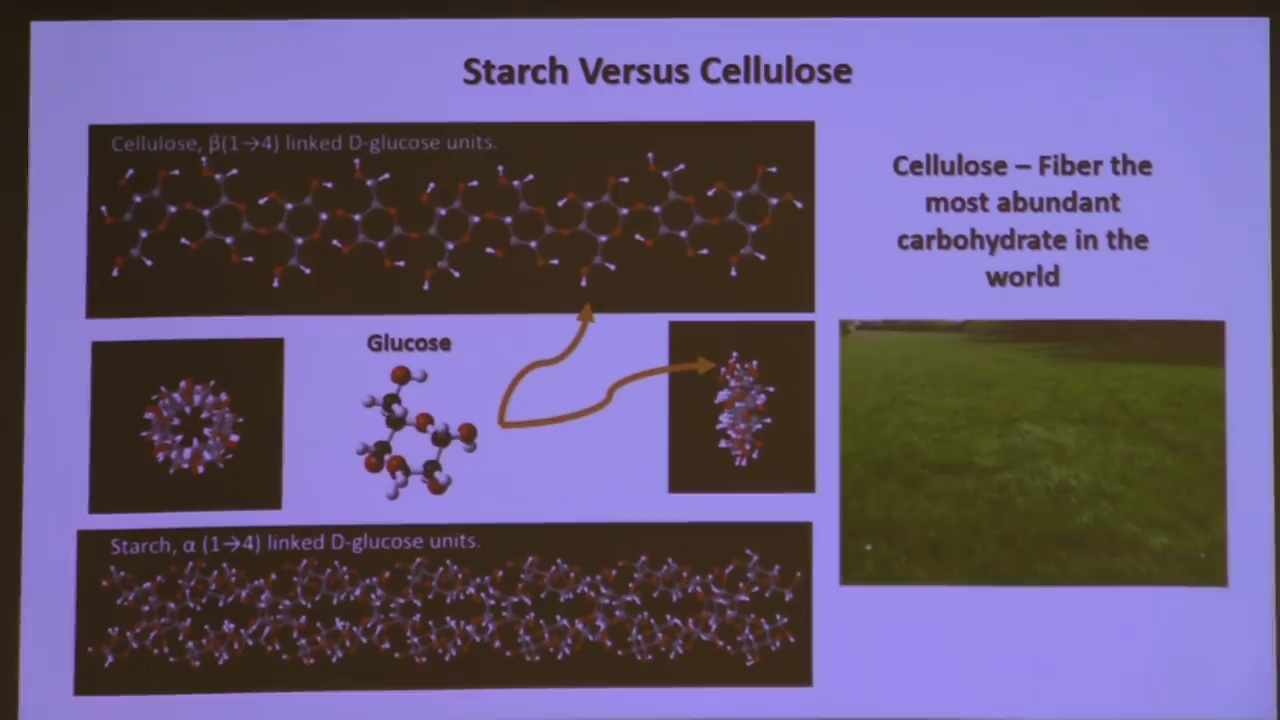 Starch Versus Cellulose
Cellulose, β(1→4) linked D-glucose units.
Cellulose – Fiber the
most abundant
carbohydrate in the
world
Glucose
Starch, α (1→4) linked D-glucose units.